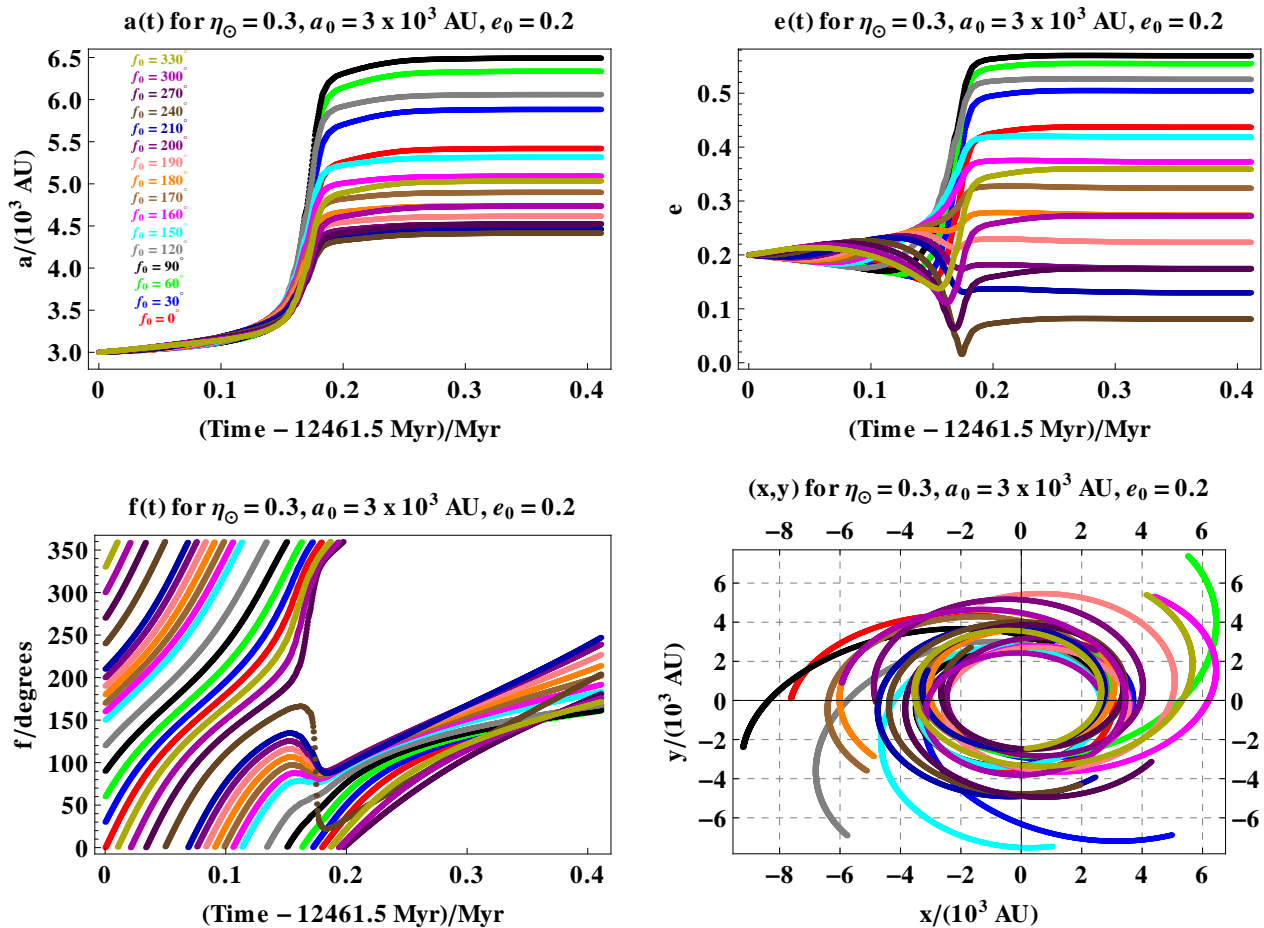 a(t) for η⊙ = 0.3, a₀ = 3 x 10³ AU, e₀ = 0.2
6.5
6.0
5.5
5.0
4.5
4.0
3.5
3.0
a/(10³ AU)
f₀ = 330°
f₀ = 300°
f₀ = 270°
f₀ = 240°
f₀ = 210°
f₀ = 200°
f₀ = 190°
f₀ = 180°
f₀ = 170°
f₀ = 160°
f₀ = 150°
f₀ = 120°
f₀ = 90°
f₀ = 60°
f₀ = 30°
f₀ = 0°
0 0.1 0.2 0.3 0.4
(Time − 12461.5 Myr)/Myr
e(t) for η⊙ = 0.3, a₀ = 3 x 10³ AU, e₀ = 0.2
0.5
0.4
0.3
0.2
0.1
0.0
e
0 0.1 0.2 0.3 0.4
(Time − 12461.5 Myr)/Myr
f(t) for η⊙ = 0.3, a₀ = 3 x 10³ AU, e₀ = 0.2
350
300
250
200
150
100
50
0
f/degrees
0 0.1 0.2 0.3 0.4
(Time − 12461.5 Myr)/Myr
(x,y) for η⊙ = 0.3, a₀ = 3 x 10³ AU, e₀ = 0.2
−8 −6 −4 −2 0 2 4 6
6 6
4 4
2 2
0 0
−2 −2
−4 −4
−6 −6
y/(10³ AU)
−8 −6 −4 −2 0 2 4 6
x/(10³ AU)